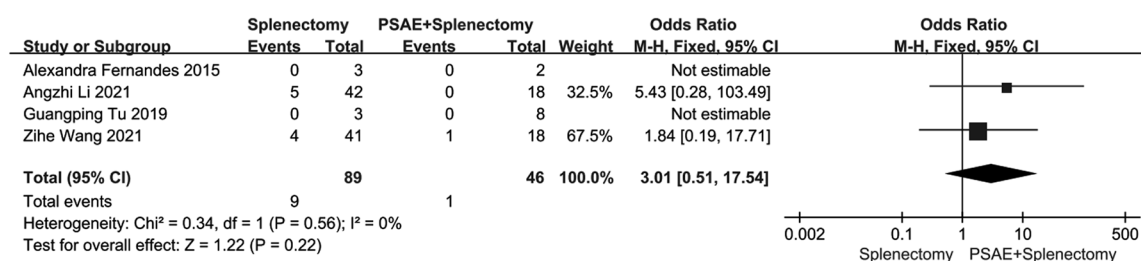 Splenectomy PSAE+Splenectomy Odds Ratio Odds Ratio
Study or Subgroup Events Total Events Total Weight M-H, Fixed, 95% CI M-H, Fixed, 95% CI
Alexandra Fernandes 2015 0 3 0 2 Not estimable
Angzhi Li 2021 5 42 0 18 32.5% 5.43 [0.28, 103.49]
Guangping Tu 2019 0 3 0 8 Not estimable
Zihe Wang 2021 4 41 1 18 67.5% 1.84 [0.19, 17.71]
Total (95% CI) 89 46 100.0% 3.01 [0.51, 17.54]
Total events 9 1
Heterogeneity: Chi² = 0.34, df = 1 (P = 0.56); I² = 0%
Test for overall effect: Z = 1.22 (P = 0.22)
0.002 0.1 1 10 500
Splenectomy PSAE+Splenectomy